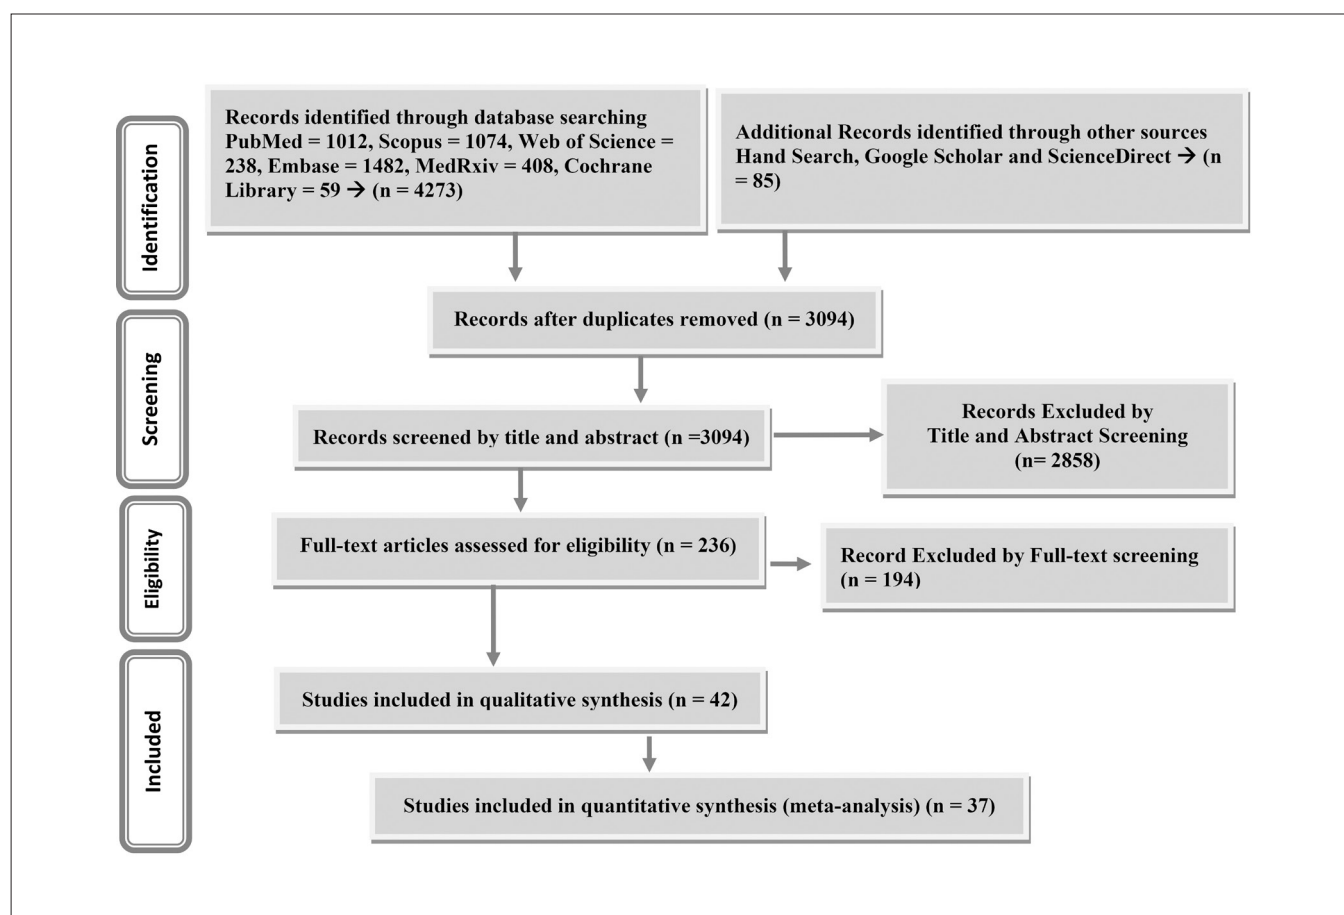 Identification
Records identified through database searching
PubMed = 1012, Scopus = 1074, Web of Science =
238, Embase = 1482, MedRxiv = 408, Cochrane
Library = 59 → (n = 4273)
Additional Records identified through other sources
Hand Search, Google Scholar and ScienceDirect → (n
= 85)
Screening
Records after duplicates removed (n = 3094)
Records screened by title and abstract (n =3094)
Records Excluded by
Title and Abstract Screening
(n= 2858)
Eligibility
Full-text articles assessed for eligibility (n = 236)
Record Excluded by Full-text screening
(n = 194)
Included
Studies included in qualitative synthesis (n = 42)
Studies included in quantitative synthesis (meta-analysis) (n = 37)